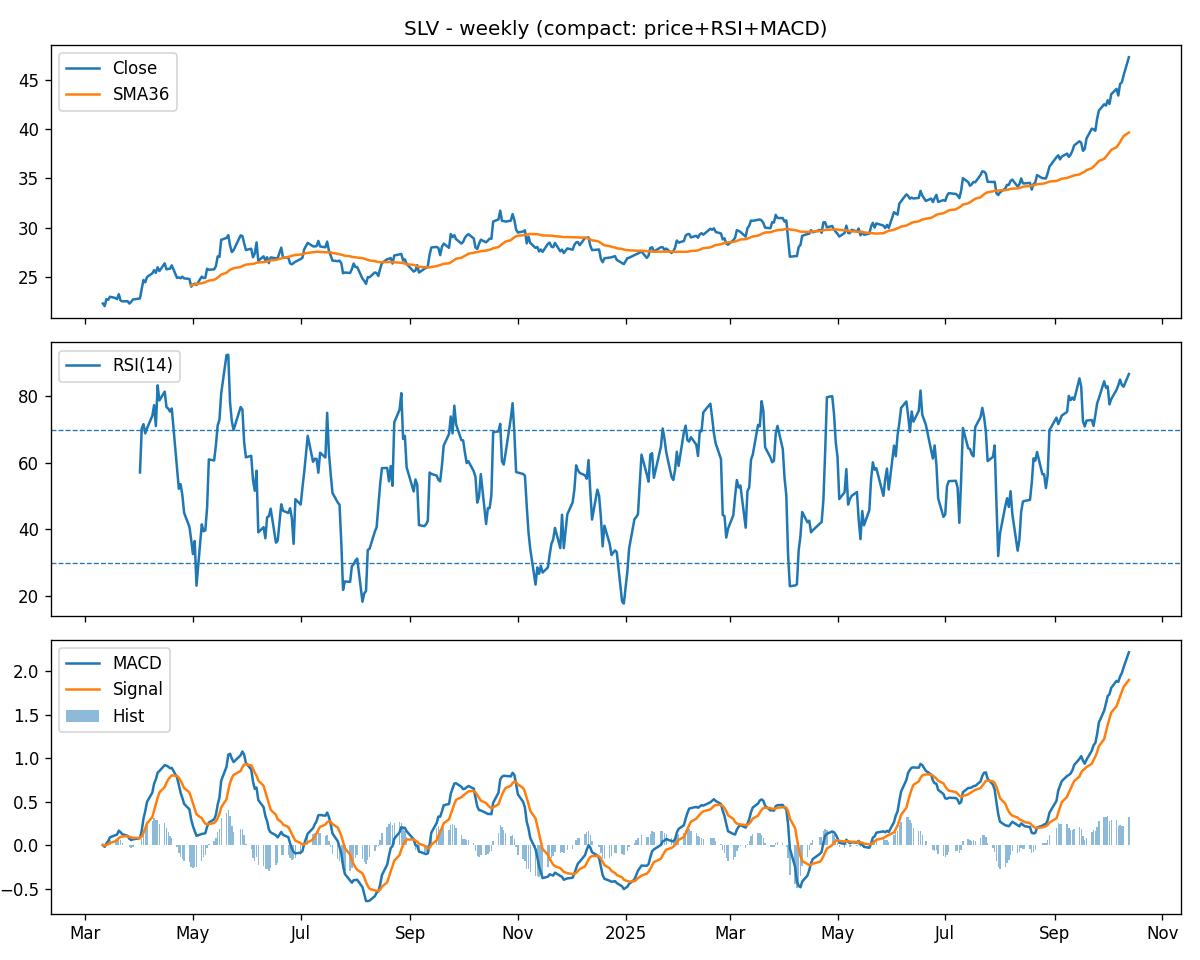 SLV - weekly (compact: price+RSI+MACD)
Close
SMA36
45
40
35
30
25
RSI(14)
80
60
40
20
MACD
Signal
Hist
2.0
1.5
1.0
0.5
0.0
−0.5
Mar May Jul Sep Nov 2025 Mar May Jul Sep Nov